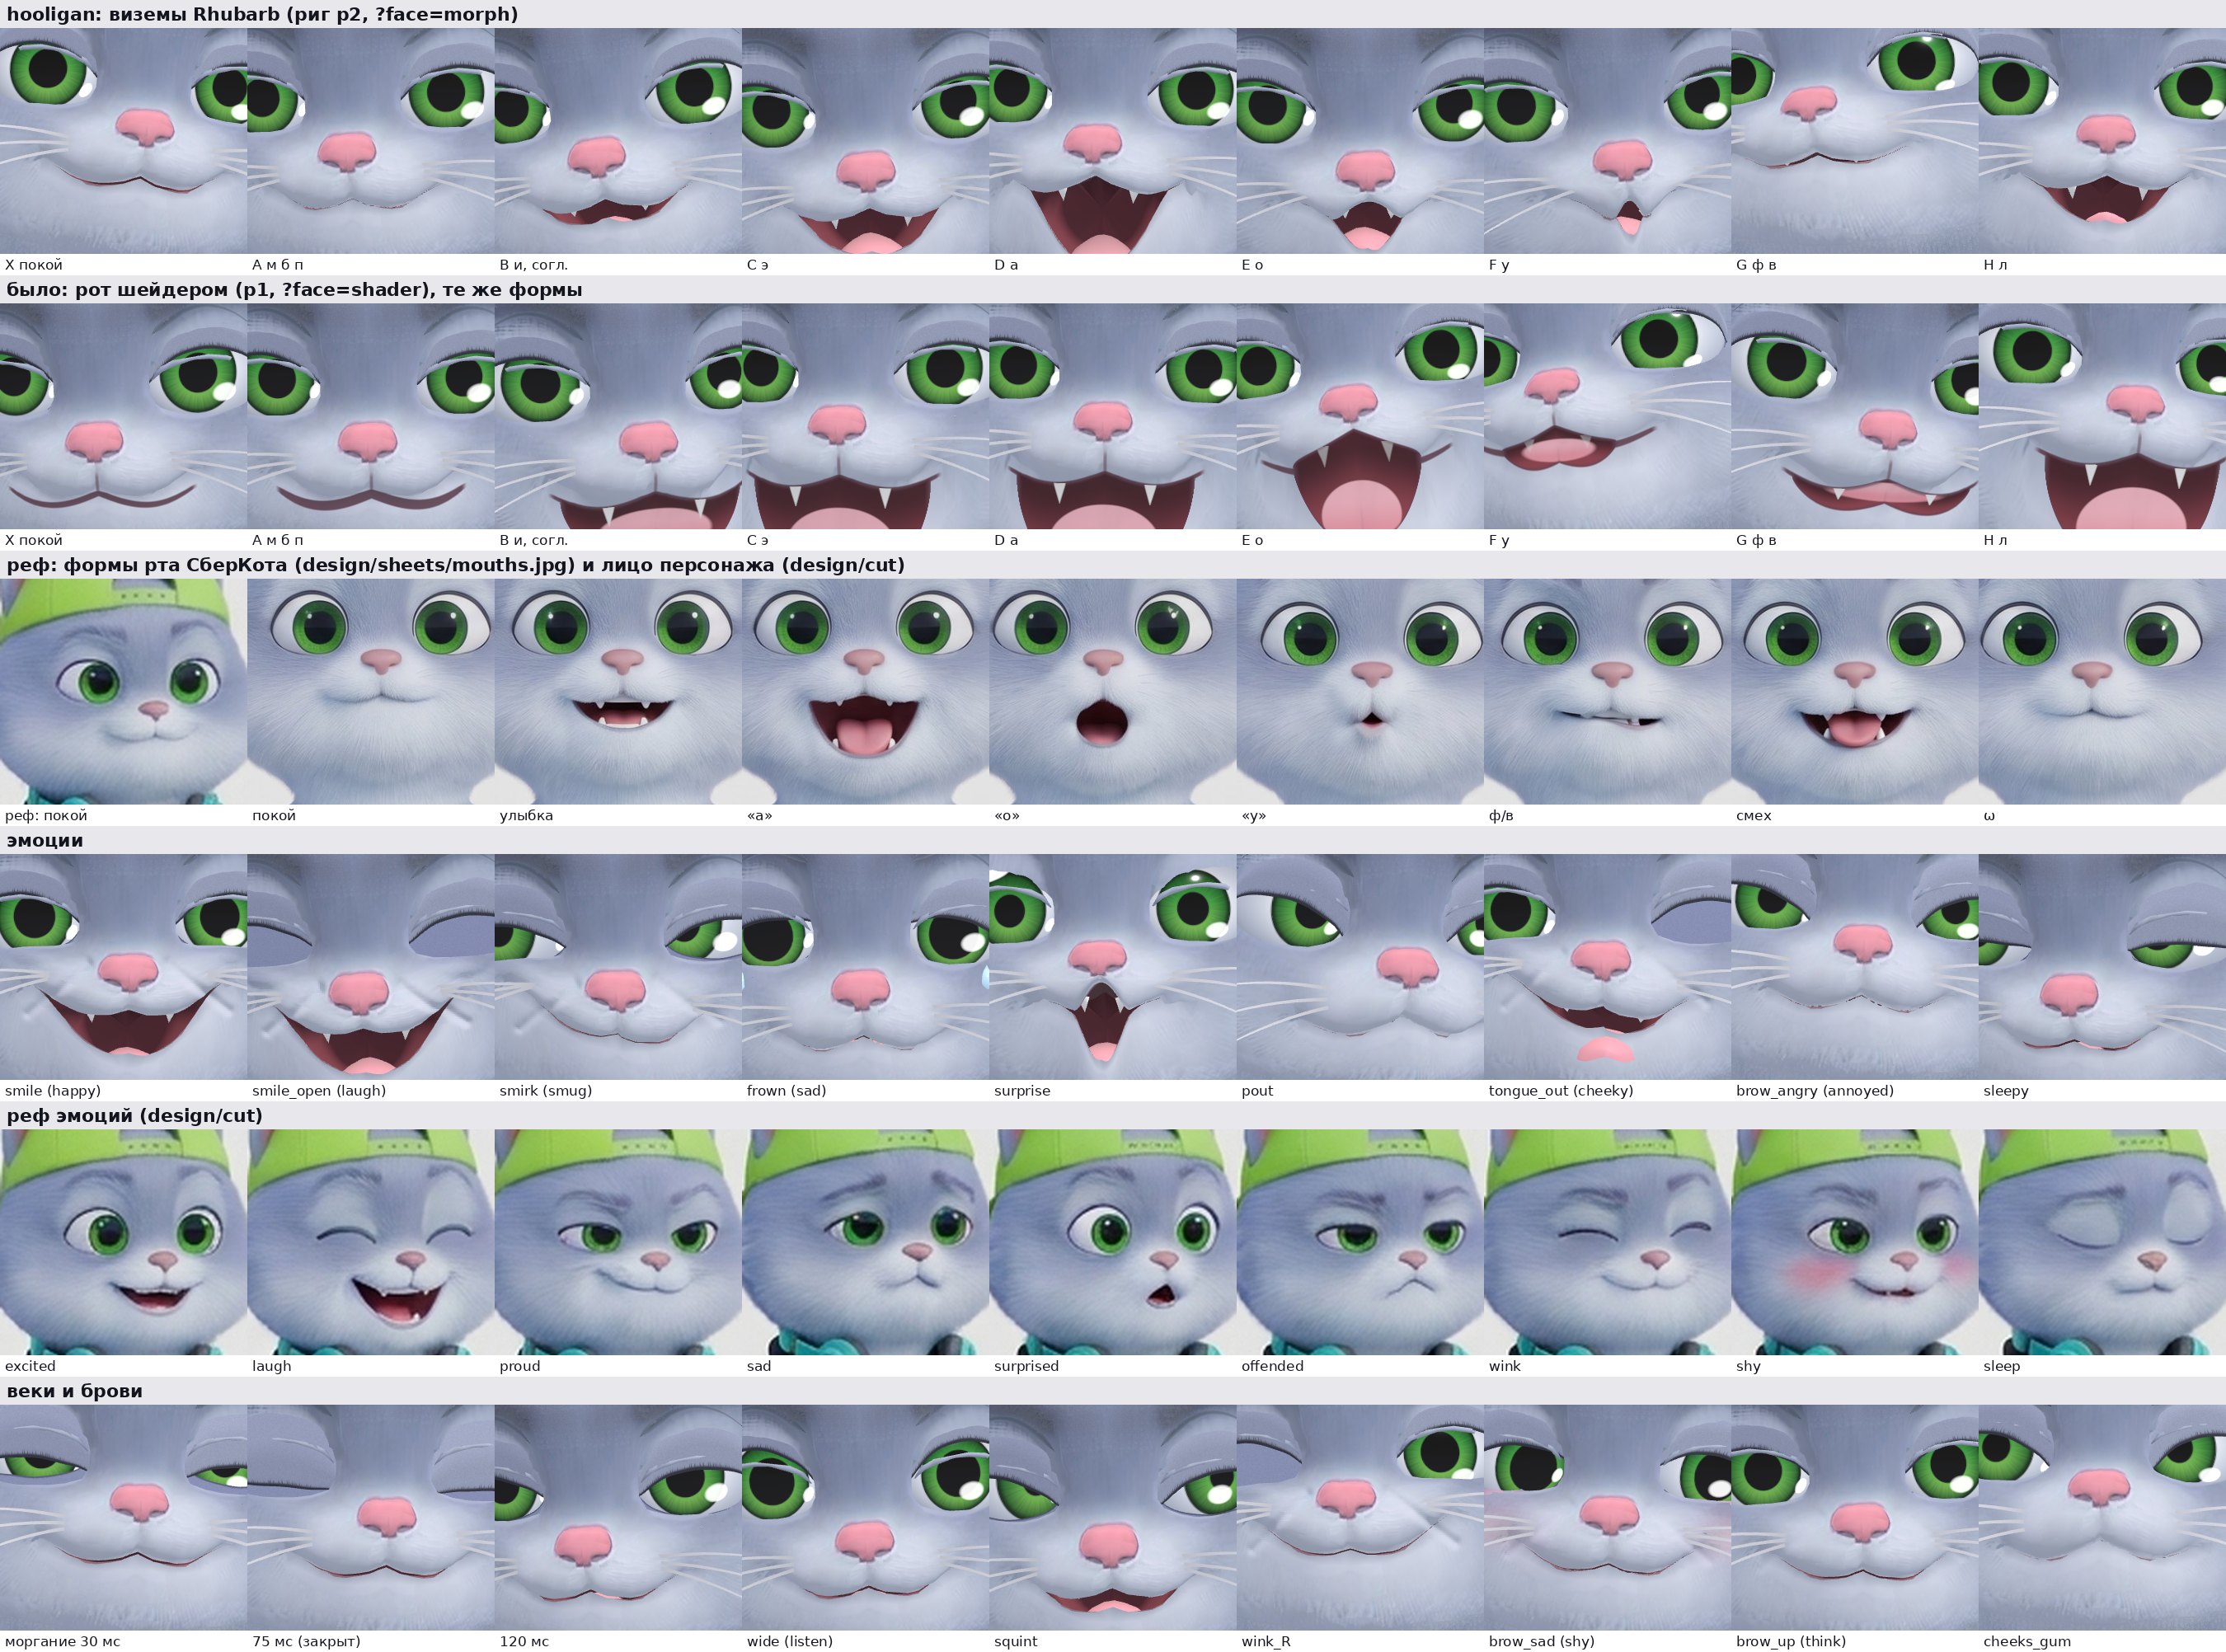 hooligan: виземы Rhubarb (риг p2, ?face=morph)
X покой
A м б п
B и, согл.
C э
D а
E о
F у
G ф в
H л
было: рот шейдером (p1, ?face=shader), те же формы
X покой
A м б п
B и, согл.
C э
D а
E о
F у
G ф в
H л
реф: формы рта СберКота (design/sheets/mouths.jpg) и лицо персонажа (design/cut)
реф: покой
покой
улыбка
«а»
«о»
«у»
ф/в
смех
ω
эмоции
smile (happy)
smile_open (laugh)
smirk (smug)
frown (sad)
surprise
pout
tongue_out (cheeky)
brow_angry (annoyed)
sleepy
реф эмоций (design/cut)
excited
laugh
proud
sad
surprised
offended
wink
shy
sleep
веки и брови
моргание 30 мс
75 мс (закрыт)
120 мс
wide (listen)
squint
wink_R
brow_sad (shy)
brow_up (think)
cheeks_gum